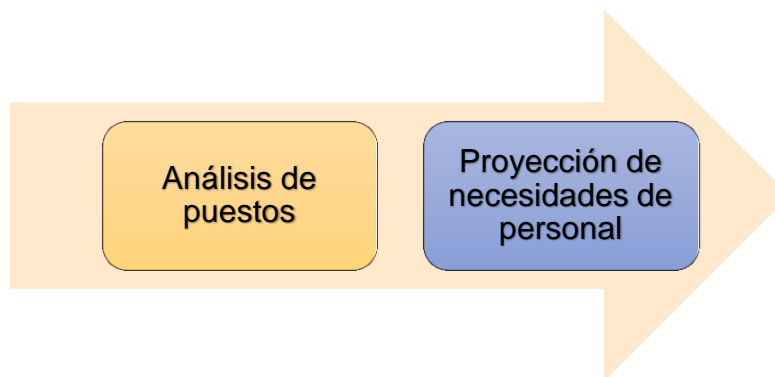 Análisis de
puestos
Proyección de
necesidades de
personal